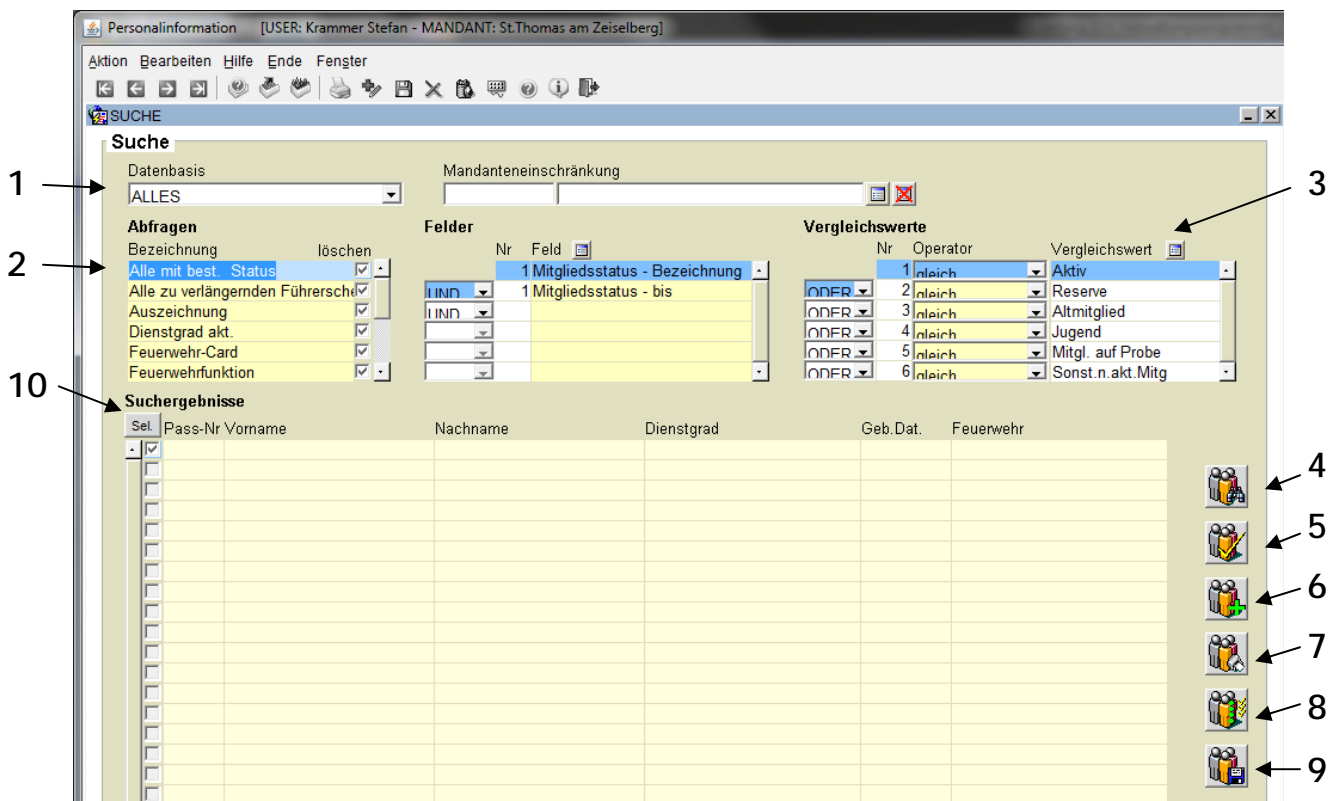 Personalinformation [USER: Krammer Stefan - MANDANT: St.Thomas am Zeiselberg]
Aktion Bearbeiten Hilfe Ende Fenster
SUCHE
Suche
Datenbasis Mandanteneinschränkung
1 ALLES 3
Abfragen Felder Vergleichswerte
Bezeichnung löschen Nr Feld Nr Operator Vergleichswert
2 Alle mit best. Status 1 Mitgliedsstatus - Bezeichnung 1 gleich Aktiv
Alle zu verlängernden Führersche UND 1 Mitgliedsstatus - bis ODER 2 gleich Reserve
Auszeichnung UND ODER 3 gleich Altmitglied
Dienstgrad akt. ODER 4 gleich Jugend
Feuerwehr-Card ODER 5 gleich Mitgl. auf Probe
Feuerwehrfunktion ODER 6 gleich Sonst.n.akt.Mitg
10 Suchergebnisse
Sel. Pass-Nr Vorname Nachname Dienstgrad Geb.Dat. Feuerwehr
4
5
6
7
8
9